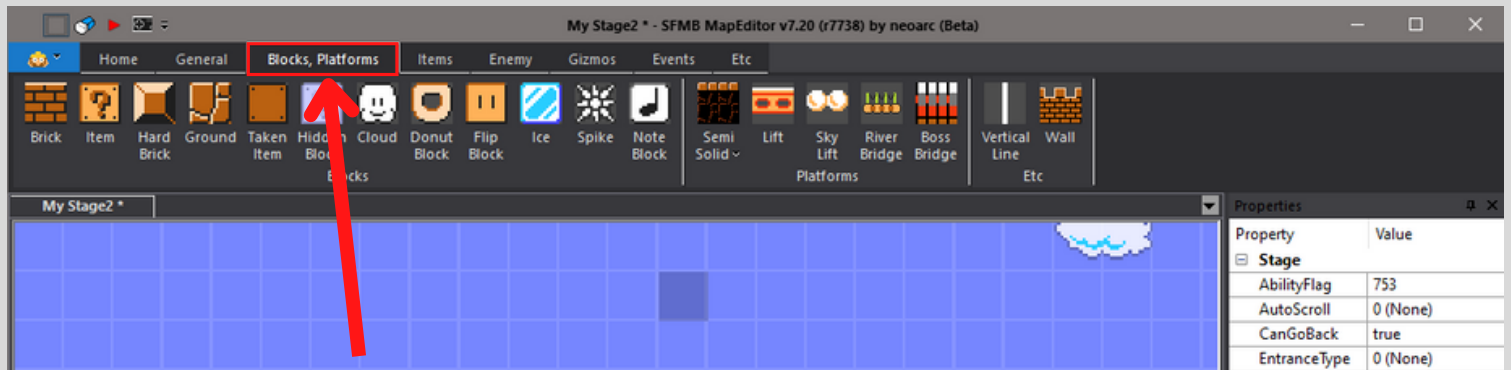 My Stage2 * - SFMB MapEditor v7.20 (r7738) by neoarc (Beta)
Home General Blocks, Platforms Items Enemy Gizmos Events Etc
Brick Item Hard Brick Ground Taken Item Hidden Block Cloud Donut Block Flip Block Ice Spike Note Block Semi Solid Lift Sky Lift River Bridge Boss Bridge Vertical Line Wall
Blocks Platforms Etc
My Stage2 * Properties
Property Value
Stage
AbilityFlag 753
AutoScroll 0 (None)
CanGoBack true
EntranceType 0 (None)